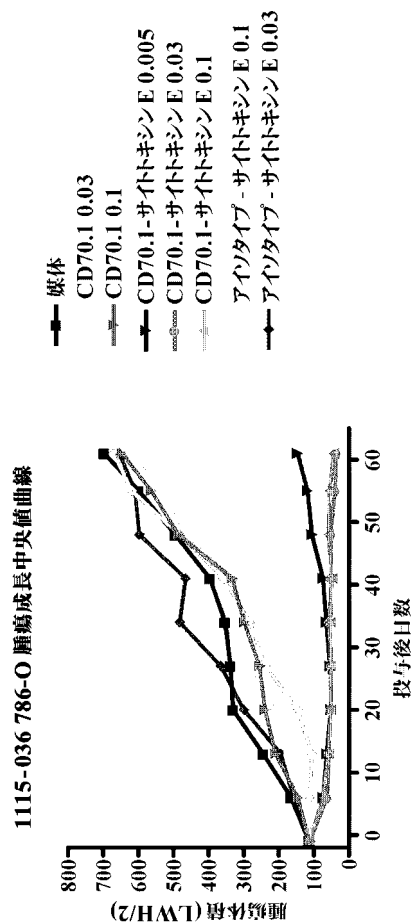 1115-036 786-O 腫瘍成長中央値曲線
腫瘍体積 (LWH/2)
800
700
600
500
400
300
200
100
0
0 10 20 30 40 50 60
投与後日数
媒体
CD70.1 0.03
CD70.1 0.1
CD70.1-サイトトキシン E 0.005
CD70.1-サイトトキシン E 0.03
CD70.1-サイトトキシン E 0.1
アイソタイプ - サイトトキシン E 0.1
アイソタイプ - サイトトキシン E 0.03